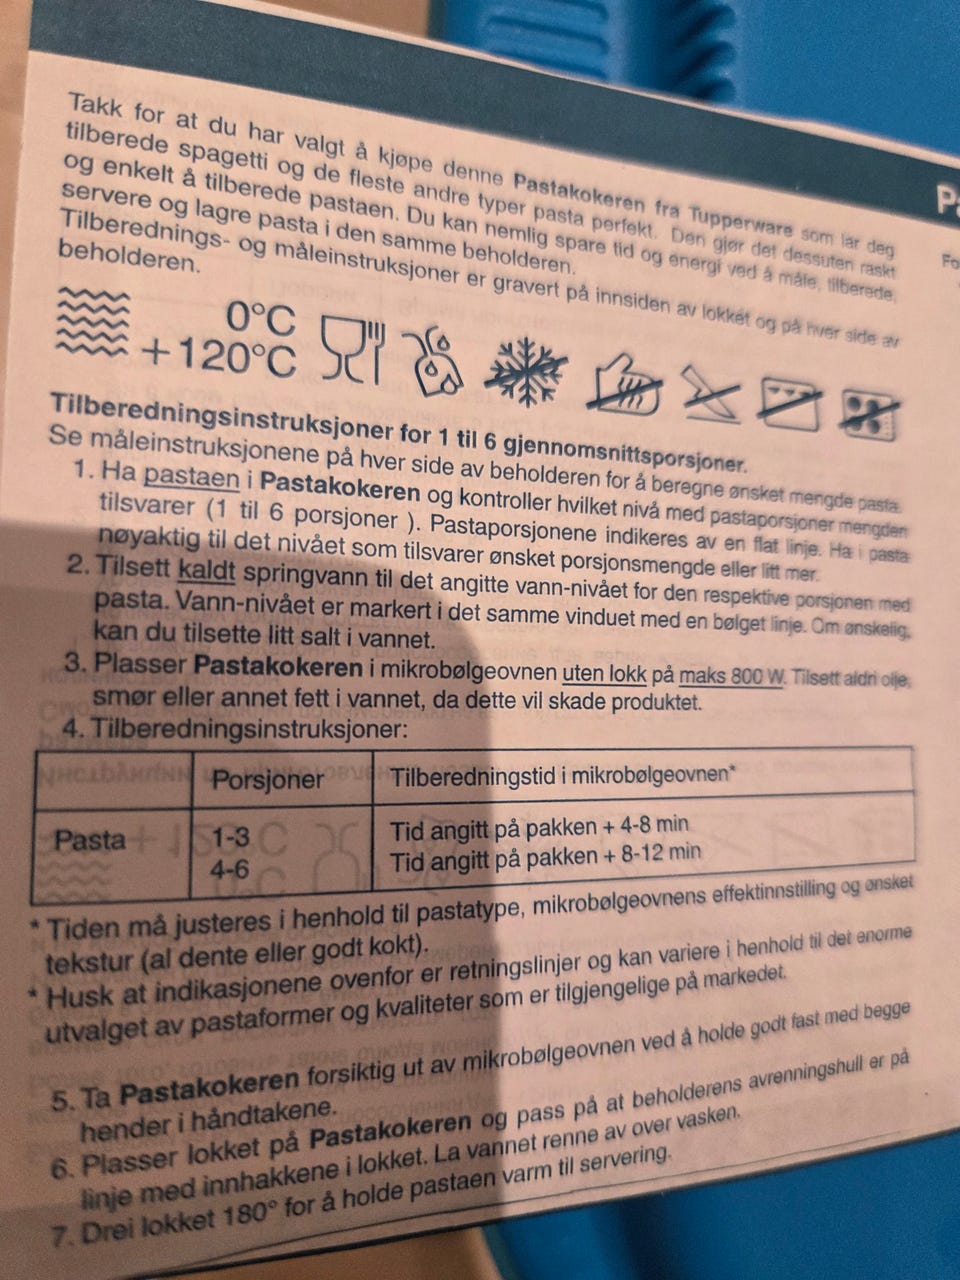 Takk for at du har valgt å kjøpe denne Pastakokeren fra Tupperware som lar deg
tilberede spagetti og de fleste andre typer pasta perfekt. Den gjør det dessuten raskt
og enkelt å tilberede pastaen. Du kan nemlig spare tid og energi ved å måle, tilberede,
servere og lagre pasta i den samme beholderen.
Tilberednings- og måleinstruksjoner er gravert på innsiden av lokket og på hver side av
beholderen.
0°C
+120°C
Tilberedningsinstruksjoner for 1 til 6 gjennomsnittsporsjoner.
Se måleinstruksjonene på hver side av beholderen for å beregne ønsket mengde pasta.
1. Ha pastaen i Pastakokeren og kontroller hvilket nivå med pastaporsjoner mengden
tilsvarer (1 til 6 porsjoner ). Pastaporsjonene indikeres av en flat linje. Ha i pasta
nøyaktig til det nivået som tilsvarer ønsket porsjonsmengde eller litt mer.
2. Tilsett kaldt springvann til det angitte vann-nivået for den respektive porsjonen med
pasta. Vann-nivået er markert i det samme vinduet med en bølget linje. Om ønskelig,
kan du tilsette litt salt i vannet.
3. Plasser Pastakokeren i mikrobølgeovnen uten lokk på maks 800 W. Tilsett aldri olje,
smør eller annet fett i vannet, da dette vil skade produktet.
4. Tilberedningsinstruksjoner:
Porsjoner Tilberedningstid i mikrobølgeovnen*
Pasta 1-3 Tid angitt på pakken + 4-8 min
4-6 Tid angitt på pakken + 8-12 min
* Tiden må justeres i henhold til pastatype, mikrobølgeovnens effektinnstilling og ønsket
tekstur (al dente eller godt kokt).
* Husk at indikasjonene ovenfor er retningslinjer og kan variere i henhold til det enorme
utvalget av pastaformer og kvaliteter som er tilgjengelige på markedet.
5. Ta Pastakokeren forsiktig ut av mikrobølgeovnen ved å holde godt fast med begge
hender i håndtakene.
6. Plasser lokket på Pastakokeren og pass på at beholderens avrenningshull er på
linje med innhakkene i lokket. La vannet renne av over vasken.
7. Drei lokket 180° for å holde pastaen varm til servering.